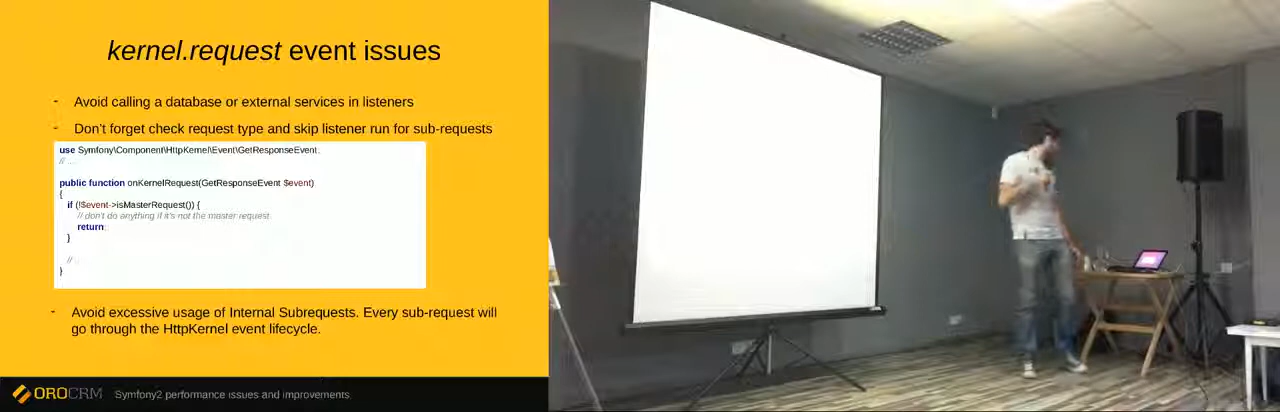 kernel.request event issues
- Avoid calling a database or external services in listeners
- Don't forget check request type and skip listener run for sub-requests
use Symfony\Component\HttpKernel\Event\GetResponseEvent;
// ...
public function onKernelRequest(GetResponseEvent $event)
{
if (!$event->isMasterRequest()) {
// don't do anything if it's not the master request
return;
}
// ...
}
- Avoid excessive usage of Internal Subrequests. Every sub-request will
go through the HttpKernel event lifecycle.
OROCRM Symfony2 performance issues and improvements